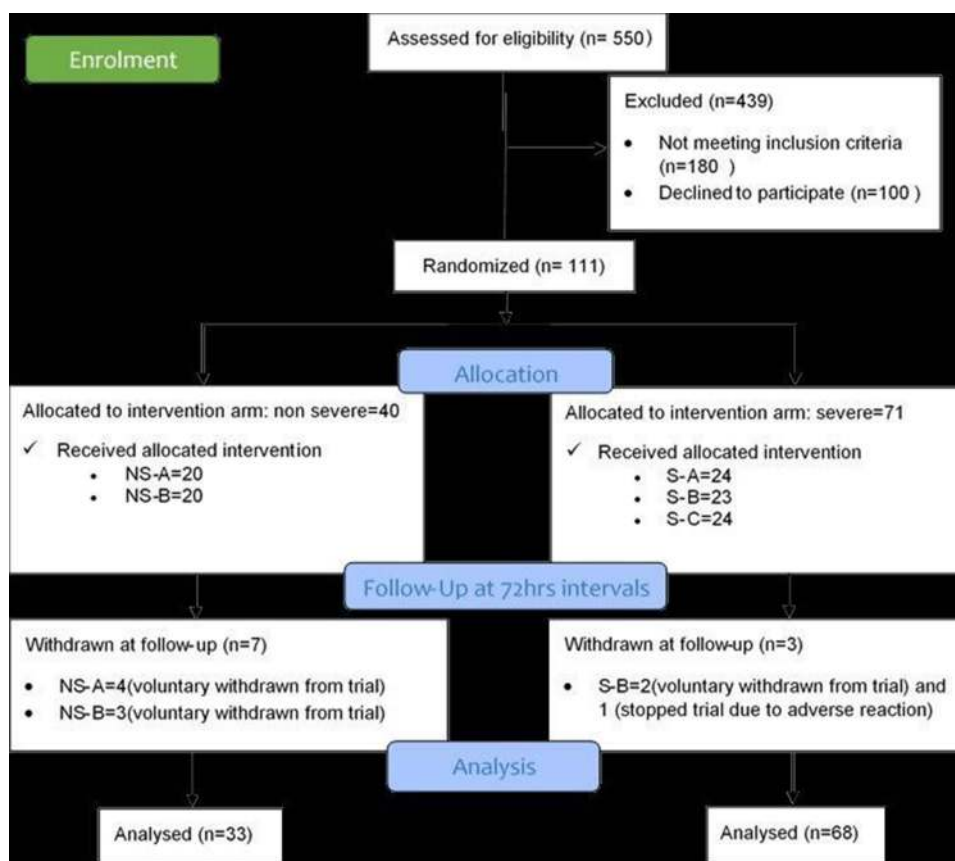 Assessed for eligibility (n= 550)
Enrolment
Excluded (n=439)
• Not meeting inclusion criteria
(n=180 )
• Declined to participate (n=100 )
Randomized (n= 111)
Allocation
Allocated to intervention arm: non severe=40
✓ Received allocated intervention
• NS-A=20
• NS-B=20
Allocated to intervention arm: severe=71
✓ Received allocated intervention
• S-A=24
• S-B=23
• S-C=24
Follow-Up at 72hrs intervals
Withdrawn at follow-up (n=7)
• NS-A=4(voluntary withdrawn from trial)
• NS-B=3(voluntary withdrawn from trial)
Withdrawn at follow-up (n=3)
• S-B=2(voluntary withdrawn from trial) and
1 (stopped trial due to adverse reaction)
Analysis
Analysed (n=33)
Analysed (n=68)